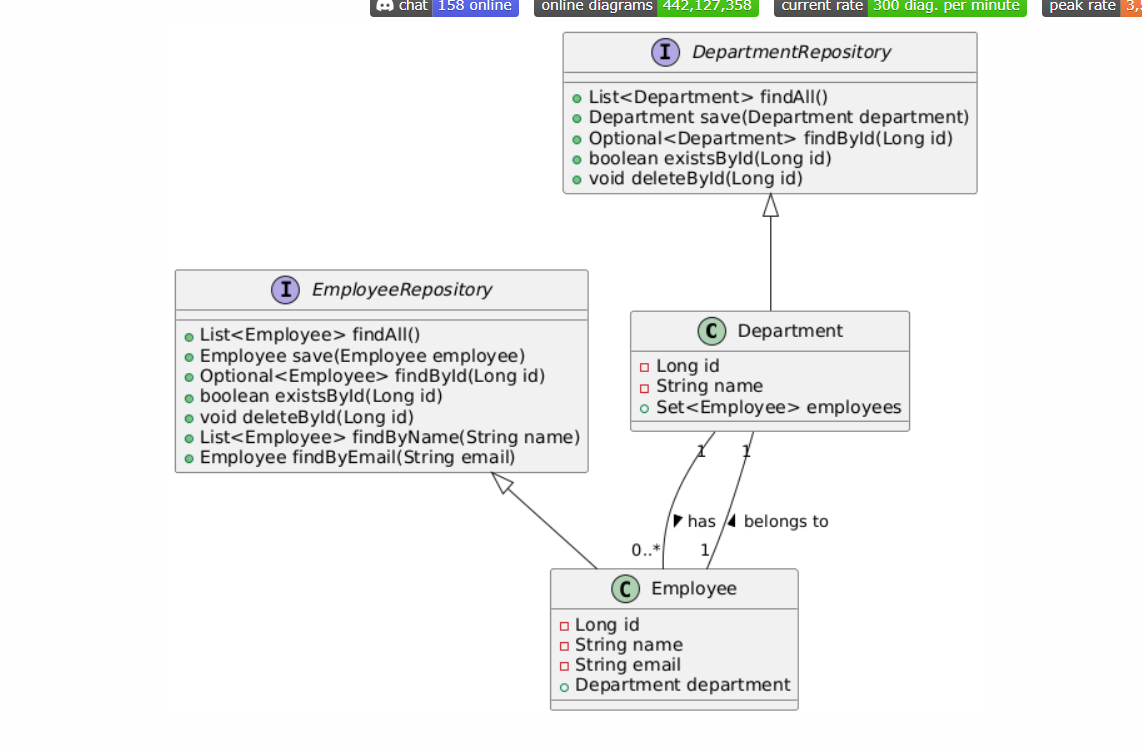 chat 158 online online diagrams 442,127,358 current rate 300 diag. per minute peak rate
I DepartmentRepository
List<Department> findAll()
Department save(Department department)
Optional<Department> findById(Long id)
boolean existsById(Long id)
void deleteById(Long id)
I EmployeeRepository
List<Employee> findAll()
Employee save(Employee employee)
Optional<Employee> findById(Long id)
boolean existsById(Long id)
void deleteById(Long id)
List<Employee> findByName(String name)
Employee findByEmail(String email)
C Department
Long id
String name
Set<Employee> employees
1 1
has belongs to
0..* 1
C Employee
Long id
String name
String email
Department department